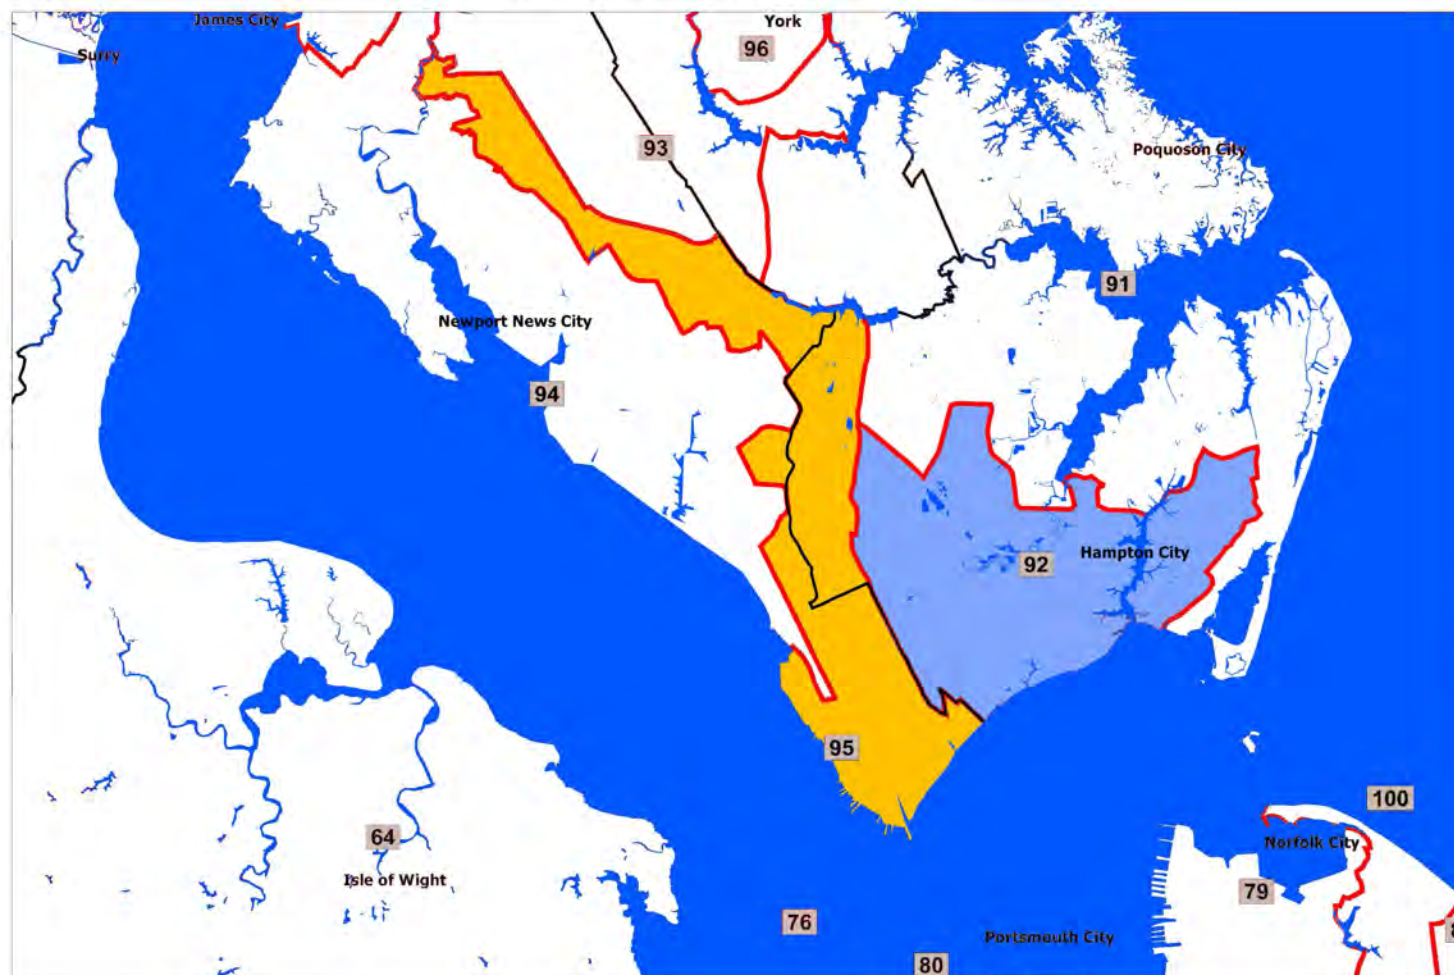 James City
York
96
Surry
93
Poquoson City
91
Newport News City
94
Hampton City
92
95
100
64
Norfolk City
Isle of Wight
79
76
Portsmouth City
80